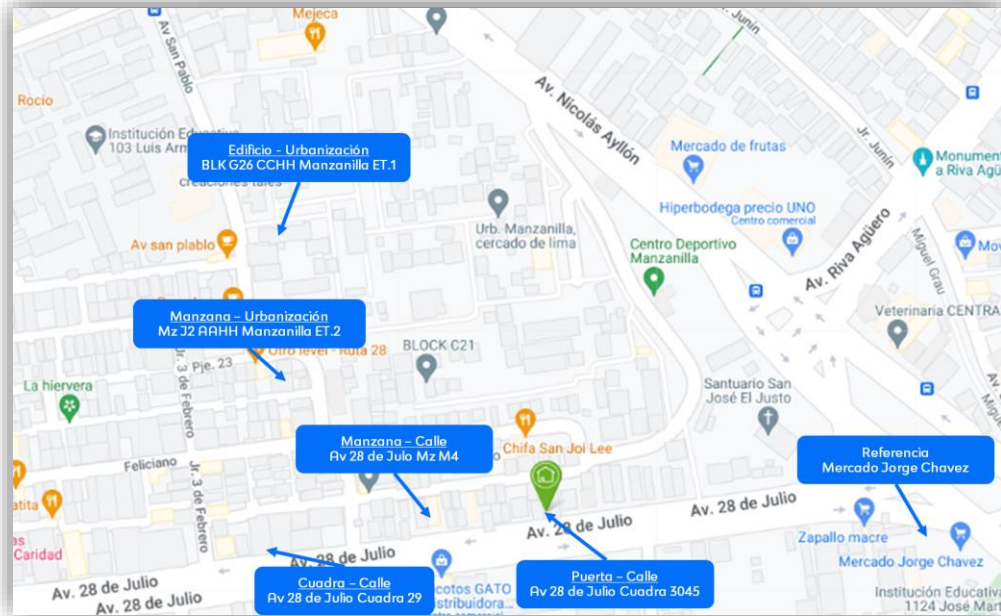 Mejeca
Jr. Junín
Av San Pablo
Rocio
Av. Nicolás Ayllón
Institución
103 Luis
Edificio – Urbanización
BLK G26 CCHH Manzanilla ET.1
Mercado de frutas
Jr. Junín
Monument
a Riva Agü
Hiperbodega precio UNO
Centro comercial
Urb. Manzanilla,
cercado de lima
Av san plablo
Centro Deportivo
Manzanilla
Av. Riva Agüero
Miguel Grau
Mov
Manzana – Urbanización
Mz J2 AAHH Manzanilla ET.2
Veterinaria CENTRA
Otro level - Ruta 28
BLOCK C21
Pje. 23
Jr. 3 de Febrero
La hiervera
Santuario San
José El Justo
Manzana – Calle
Av 28 de Julo Mz M4
Chifa San Joi Lee
Referencia
Mercado Jorge Chavez
Feliciano
Jr. 3 de Febrero
atita
Av. 28 de Julio
Av. 28 de Julio
Zapallo macre
Caridad
Av. 28 de Julio
Mercado Jorge Chavez
Cuadra – Calle
Av 28 de Julio Cuadra 29
Puerta – Calle
Av 28 de Julio Cuadra 3045
Av. 28 de Julio
Av. 28 de Julio
ocotos GATO
istribuidora...
Institución Educativ
1124 José Mart